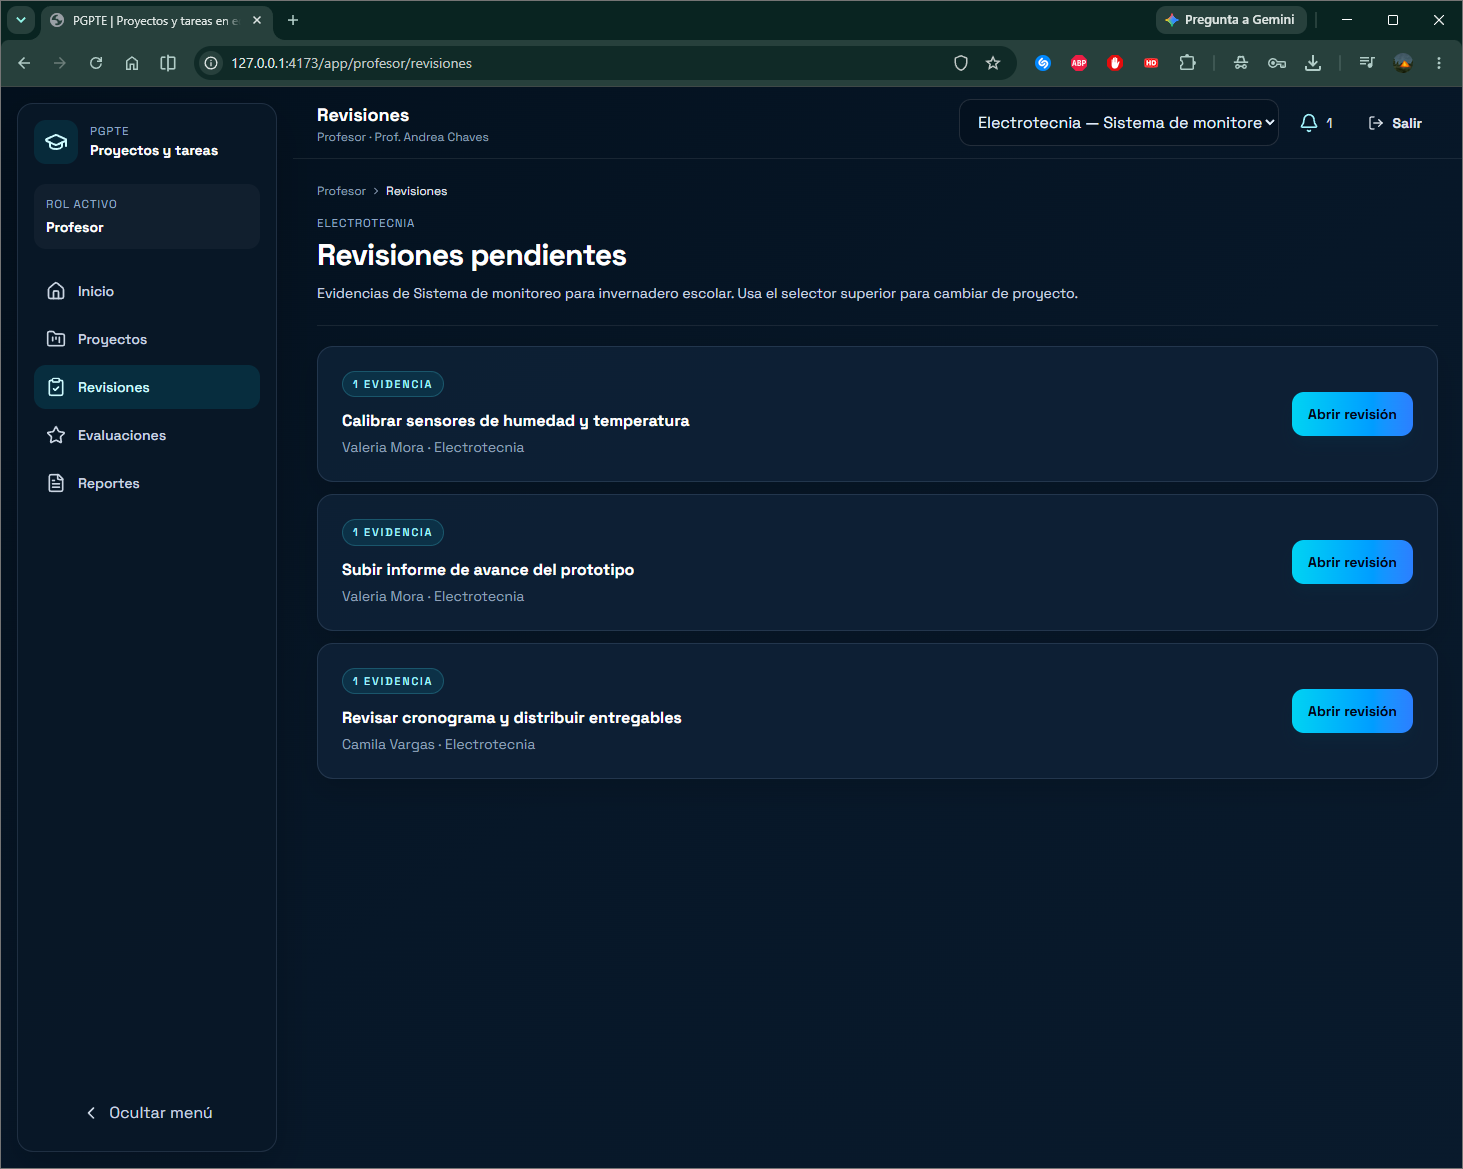 PGPTE | Proyectos y tareas en e
Pregunta a Gemini
127.0.0.1:4173/app/profesor/revisiones
ABP
HD
PGPTE
Proyectos y tareas
ROL ACTIVO
Profesor
Inicio
Proyectos
Revisiones
Evaluaciones
Reportes
Ocultar menú
Revisiones
Profesor · Prof. Andrea Chaves
Electrotecnia — Sistema de monitore
1
Salir
Profesor › Revisiones
ELECTROTECNIA
Revisiones pendientes
Evidencias de Sistema de monitoreo para invernadero escolar. Usa el selector superior para cambiar de proyecto.
1 EVIDENCIA
Calibrar sensores de humedad y temperatura
Valeria Mora · Electrotecnia
Abrir revisión
1 EVIDENCIA
Subir informe de avance del prototipo
Valeria Mora · Electrotecnia
Abrir revisión
1 EVIDENCIA
Revisar cronograma y distribuir entregables
Camila Vargas · Electrotecnia
Abrir revisión